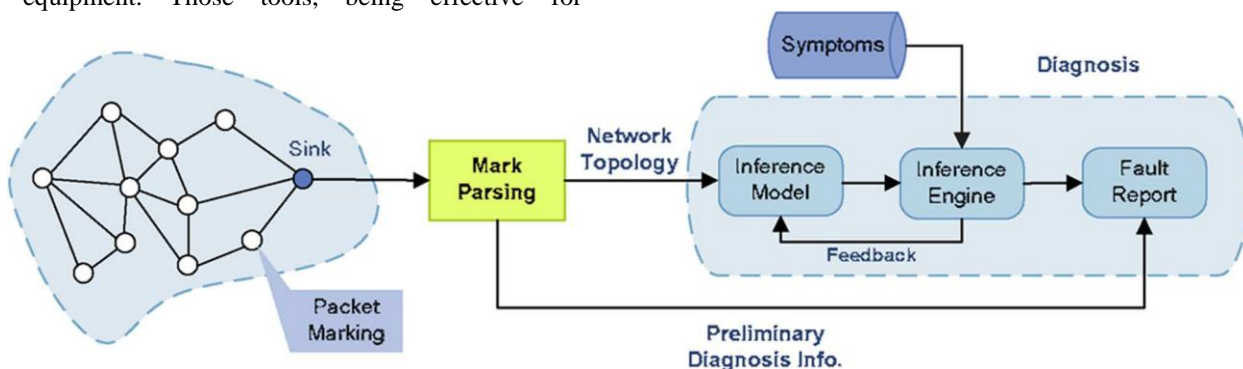 equipment. Those tools, being effective for
Symptoms
Diagnosis
Sink
Network
Topology
Mark
Parsing
Inference
Model
Inference
Engine
Fault
Report
Feedback
Packet
Marking
Preliminary
Diagnosis Info.